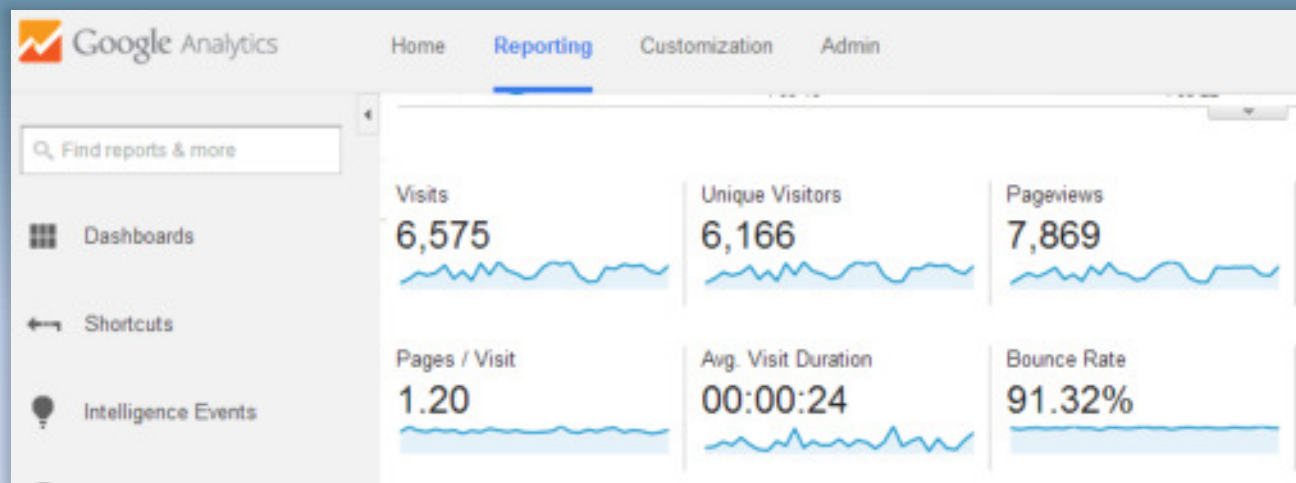 Google Analytics
Home Reporting Customization Admin
Find reports & more
Dashboards
Shortcuts
Intelligence Events
Visits
6,575
Unique Visitors
6,166
Pageviews
7,869
Pages / Visit
1.20
Avg. Visit Duration
00:00:24
Bounce Rate
91.32%